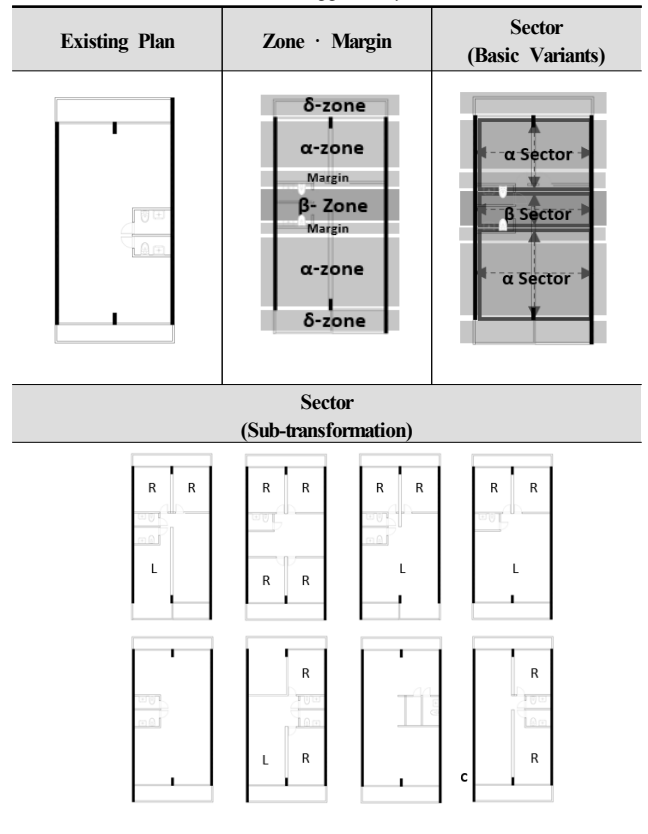 Existing Plan
Zone · Margin
Sector
(Basic Variants)
δ-zone
α-zone
Margin
β- Zone
Margin
α-zone
δ-zone
α Sector
β Sector
α Sector
Sector
(Sub-transformation)
R R
L
R R
R R
R R
L
R R
L
R
L R
R
c R